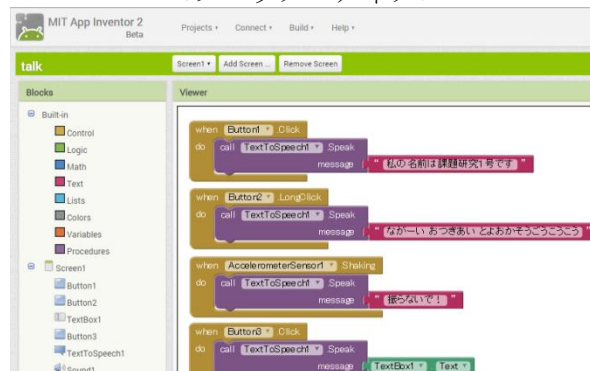 MIT App Inventor 2
Beta
Projects
Connect
Build
Help
talk
Screen1
Add Screen ...
Remove Screen
Blocks
Viewer
Built-in
Control
Logic
Math
Text
Lists
Colors
Variables
Procedures
Screen1
Button1
Button2
TextBox1
Button3
TextToSpeech1
Sound1
when Button1 .Click
do call TextToSpeech1 .Speak
message " 私の名前は課題研究1号です "
when Button2 .LongClick
do call TextToSpeech1 .Speak
message " ながーい おつきあい とよおかそうごうこうこう "
when AccelerometerSensor1 .Shaking
do call TextToSpeech1 .Speak
message " 振らないで! "
when Button3 .Click
do call TextToSpeech1 .Speak
message TextBox1 . Text